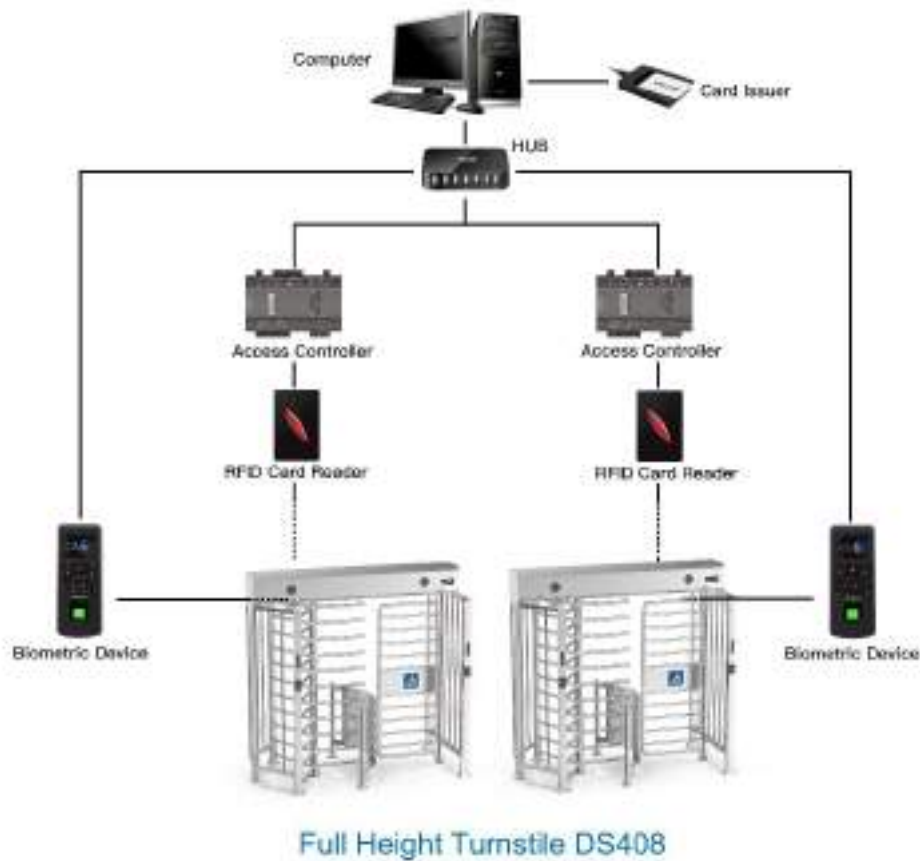 Computer
Card Issuer
HUB
Access Controller
Access Controller
RFID Card Reader
RFID Card Reader
Biometric Device
Biometric Device
Full Height Turnstile DS408